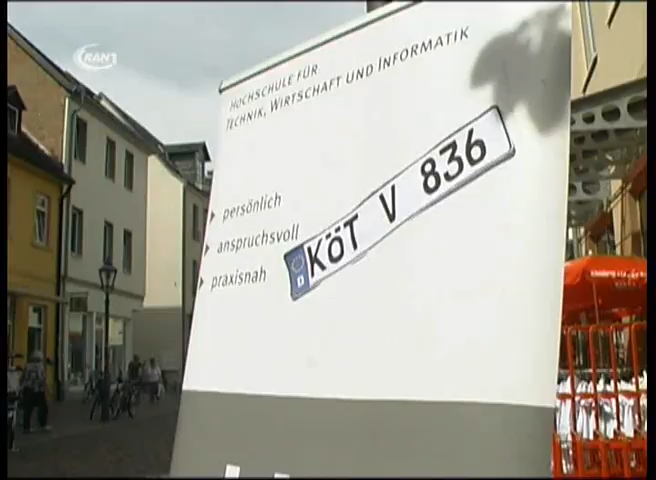 RAN1
HOCHSCHULE FÜR
TECHNIK, WIRTSCHAFT UND INFORMATIK
persönlich
anspruchsvoll
praxisnah
D KöT V 836